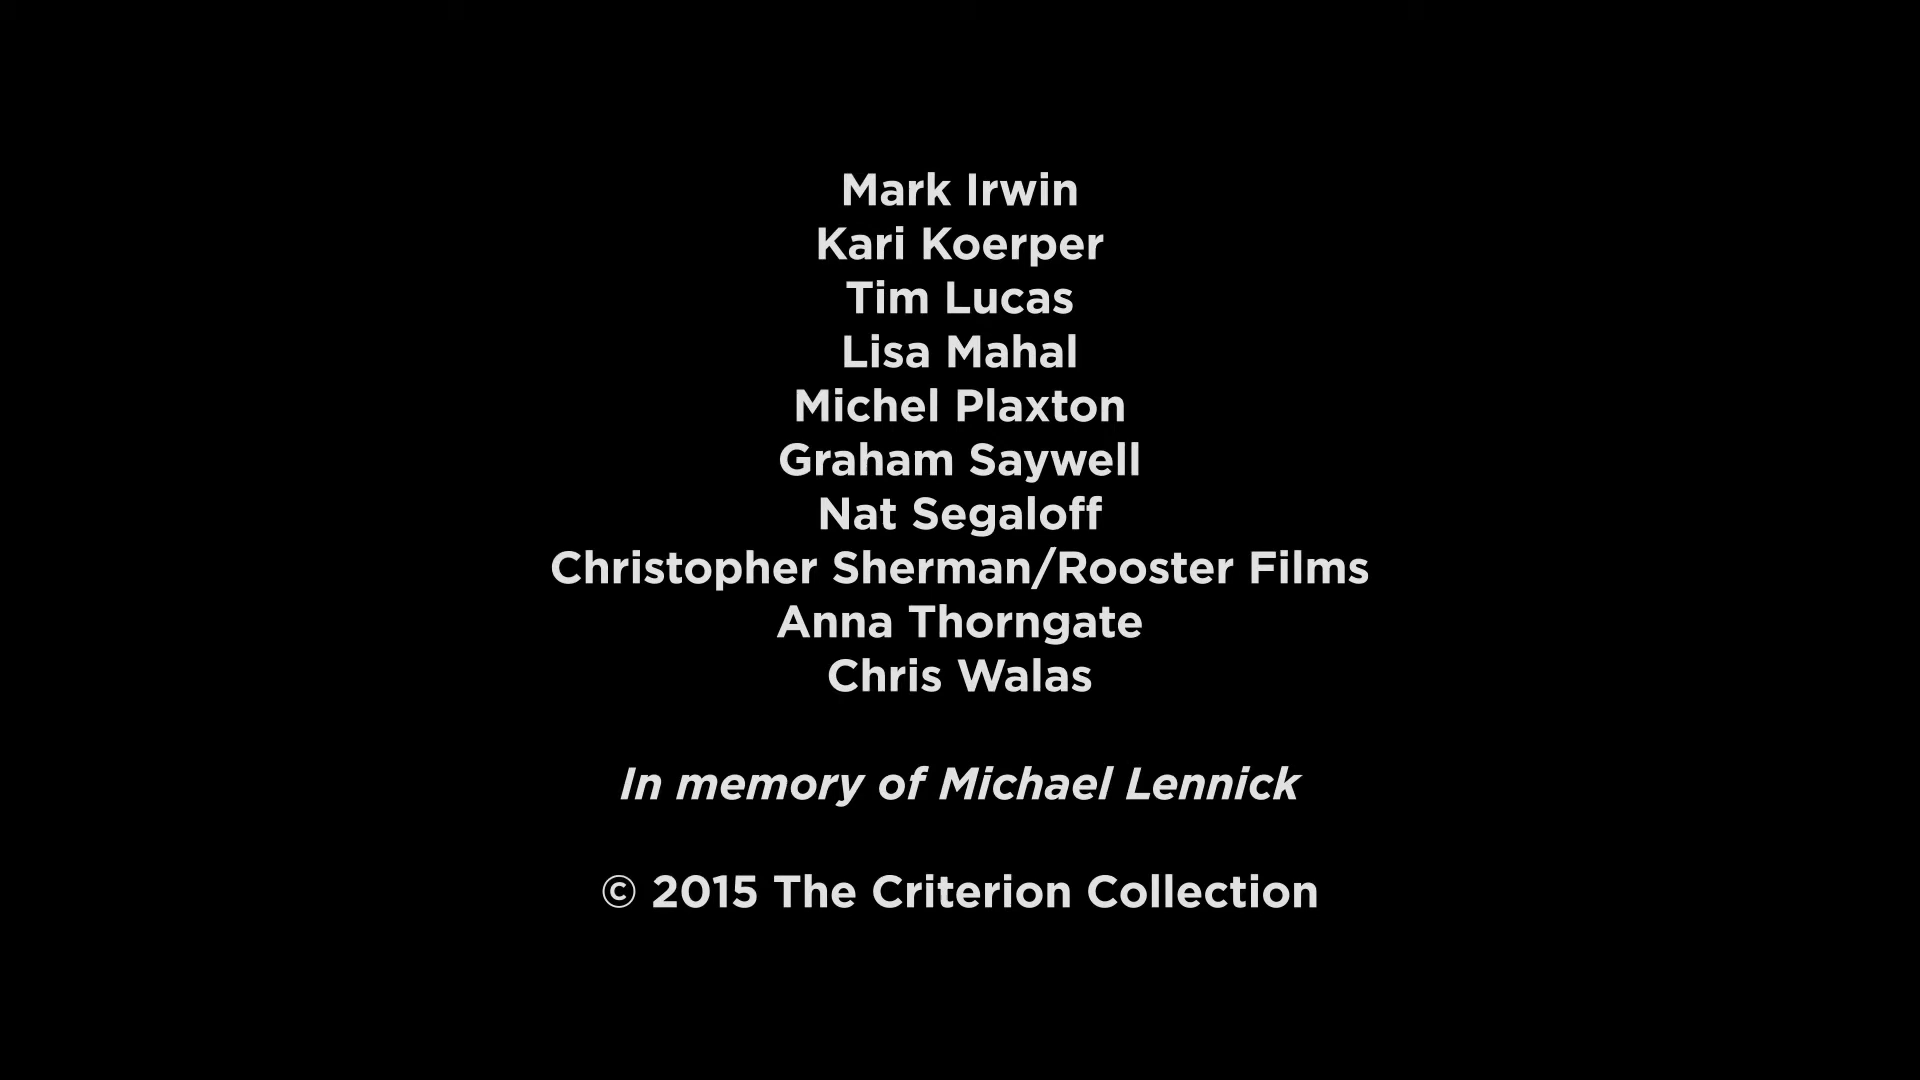 Mark Irwin
Kari Koerper
Tim Lucas
Lisa Mahal
Michel Plaxton
Graham Saywell
Nat Segaloff
Christopher Sherman/Rooster Films
Anna Thorngate
Chris Walas
In memory of Michael Lennick
© 2015 The Criterion Collection